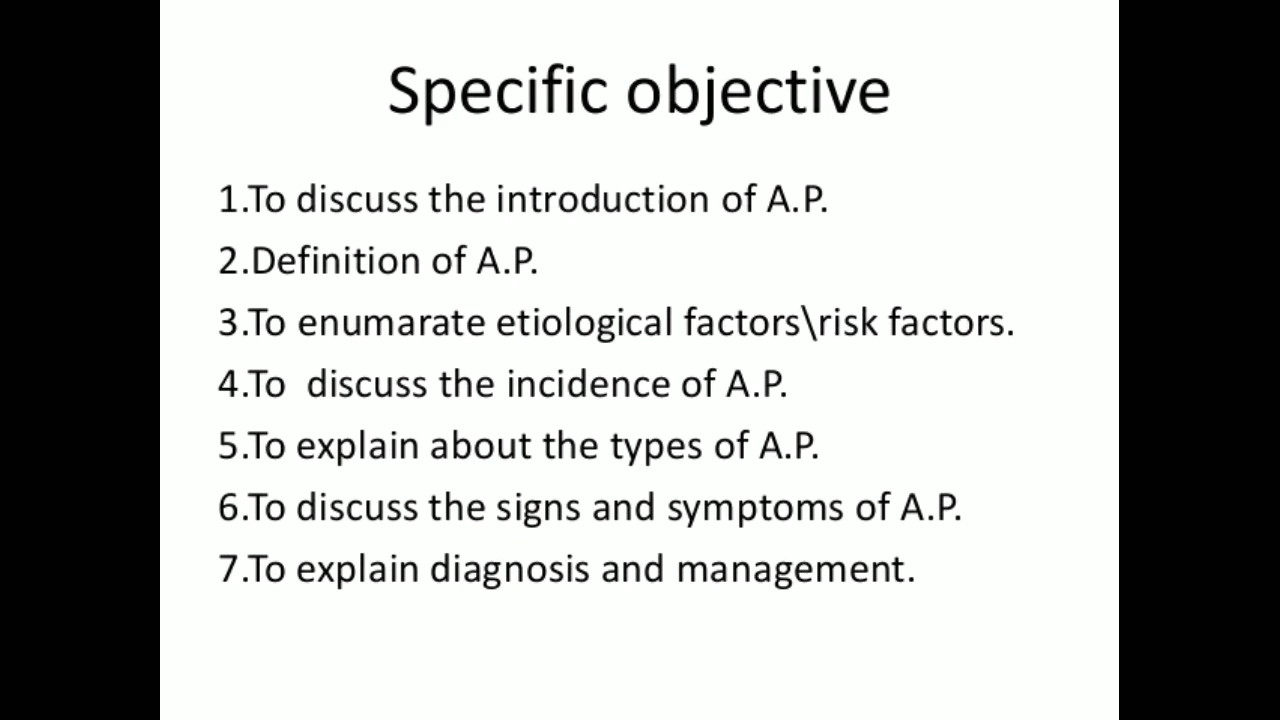 Specific objective
1.To discuss the introduction of A.P.
2.Definition of A.P.
3.To enumarate etiological factors\risk factors.
4.To  discuss the incidence of A.P.
5.To explain about the types of A.P.
6.To discuss the signs and symptoms of A.P.
7.To explain diagnosis and management.